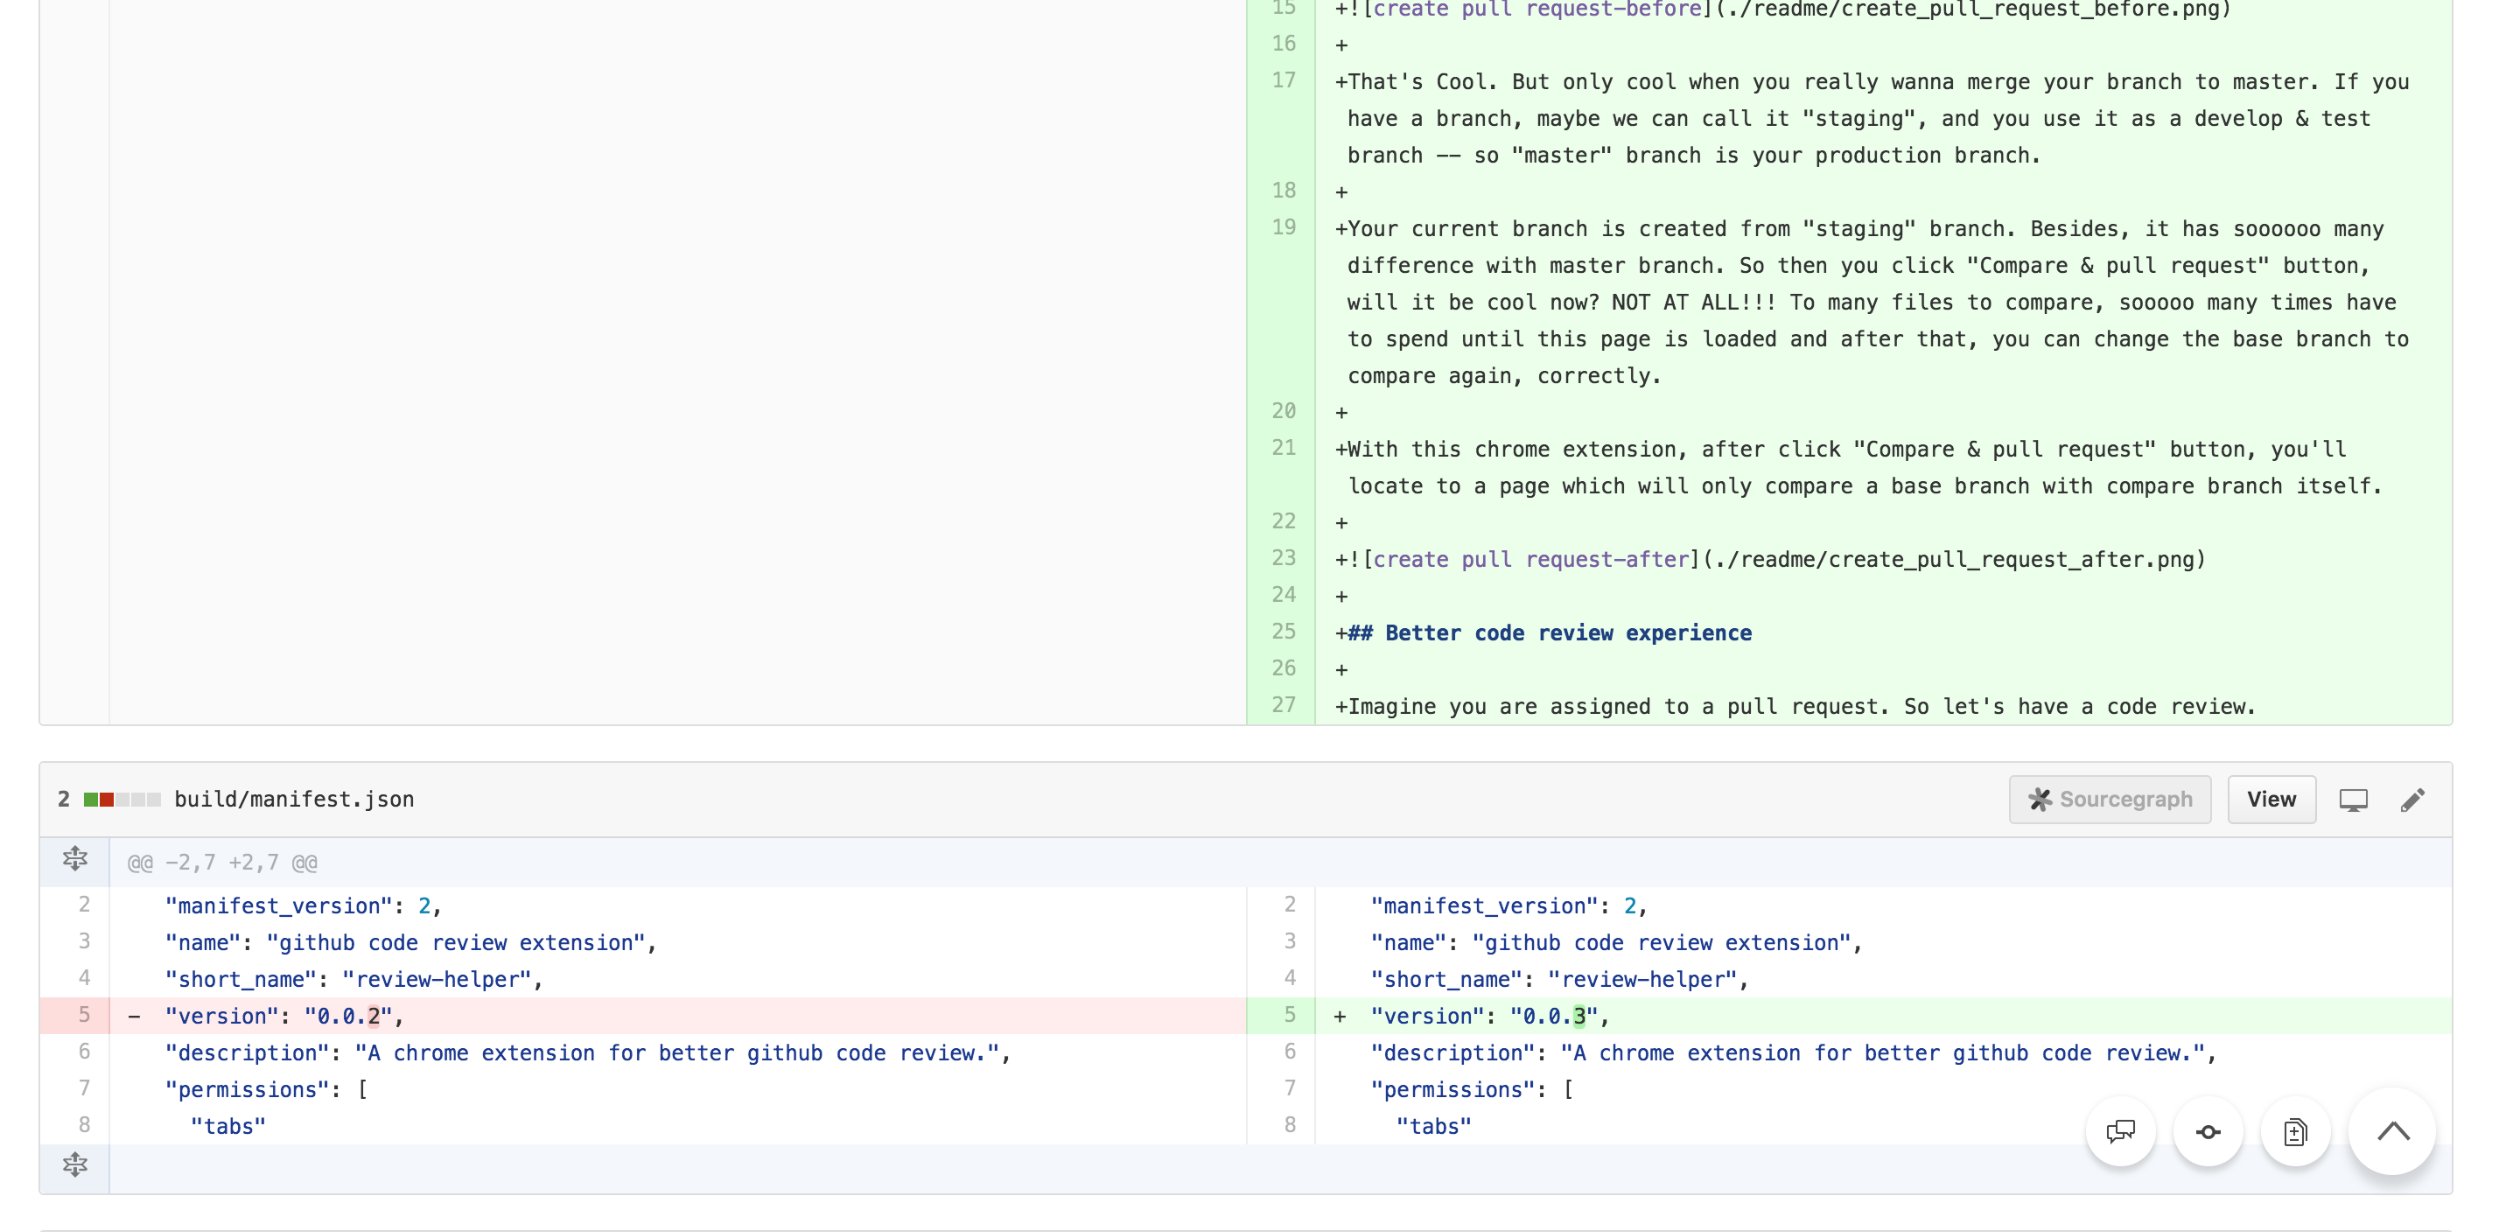 15 +![create pull request-before](./readme/create_pull_request_before.png)
16 +
17 +That's Cool. But only cool when you really wanna merge your branch to master. If you
have a branch, maybe we can call it "staging", and you use it as a develop & test
branch -- so "master" branch is your production branch.
18 +
19 +Your current branch is created from "staging" branch. Besides, it has soooooo many
difference with master branch. So then you click "Compare & pull request" button,
will it be cool now? NOT AT ALL!!! To many files to compare, sooooo many times have
to spend until this page is loaded and after that, you can change the base branch to
compare again, correctly.
20 +
21 +With this chrome extension, after click "Compare & pull request" button, you'll
locate to a page which will only compare a base branch with compare branch itself.
22 +
23 +![create pull request-after](./readme/create_pull_request_after.png)
24 +
25 +## Better code review experience
26 +
27 +Imagine you are assigned to a pull request. So let's have a code review.
2 build/manifest.json Sourcegraph View
@@ -2,7 +2,7 @@
2 "manifest_version": 2, 2 "manifest_version": 2,
3 "name": "github code review extension", 3 "name": "github code review extension",
4 "short_name": "review-helper", 4 "short_name": "review-helper",
5 - "version": "0.0.2", 5 + "version": "0.0.3",
6 "description": "A chrome extension for better github code review.", 6 "description": "A chrome extension for better github code review.",
7 "permissions": [ 7 "permissions": [
8 "tabs" 8 "tabs"